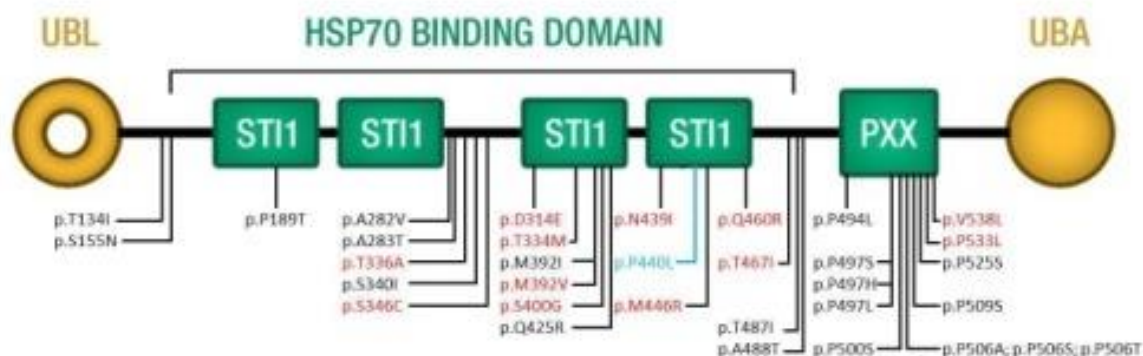 UBL HSP70 BINDING DOMAIN UBA
STI1 STI1 STI1 STI1 PXX
p.T134I p.P189T p.A282V p.D314E p.N439I p.Q460R p.P494L p.V538L
p.S155N p.A283T p.T334M p.P533L
p.T336A p.M392I p.P440L p.T467I p.P497S p.P525S
p.S340I p.M392V p.P497H
p.S346C p.S400G p.M446R p.P497L p.P509S
p.Q425R p.T487I
p.A488T p.P500S p.P506A; p.P506S; p.P506T